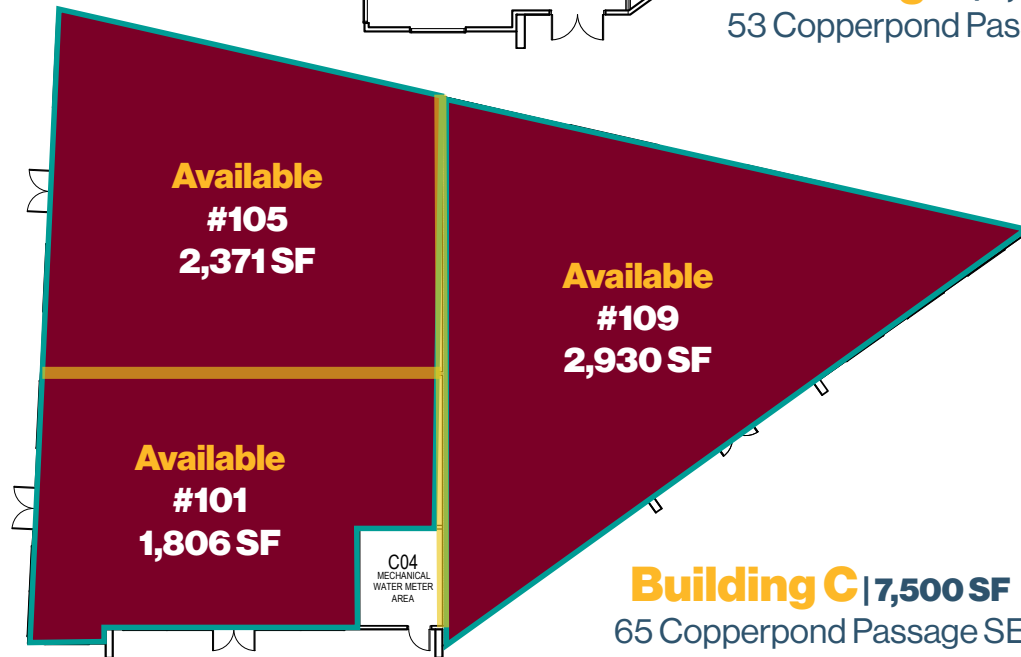 53 Copperpond Pas
Available
#105
2,371 SF
Available
#109
2,930 SF
Available
#101
1,806 SF
C04
MECHANICAL
WATER METER
AREA
Building C | 7,500 SF
65 Copperpond Passage SE